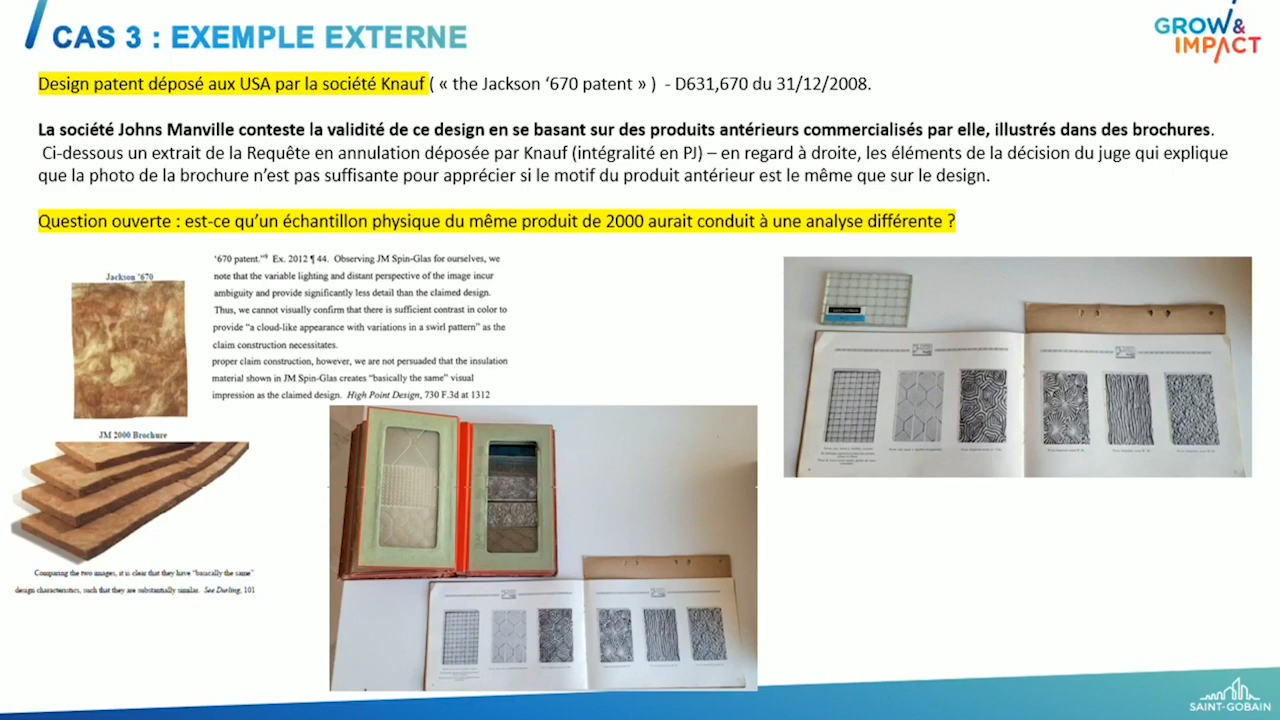 CAS 3 : EXEMPLE EXTERNE
GROW&
IMPACT
Design patent déposé aux USA par la société Knauf ( « the Jackson ‘670 patent » ) - D631,670 du 31/12/2008.
La société Johns Manville conteste la validité de ce design en se basant sur des produits antérieurs commercialisés par elle, illustrés dans des brochures.
Ci-dessous un extrait de la Requête en annulation déposée par Knauf (intégralité en PJ) – en regard à droite, les éléments de la décision du juge qui explique
que la photo de la brochure n’est pas suffisante pour apprécier si le motif du produit antérieur est le même que sur le design.
Question ouverte : est-ce qu’un échantillon physique du même produit de 2000 aurait conduit à une analyse différente ?
Jackson ‘670
‘670 patent.”⁹ Ex. 2012 ¶ 44. Observing JM Spin-Glas for ourselves, we
note that the variable lighting and distant perspective of the image incur
ambiguity and provide significantly less detail than the claimed design.
Thus, we cannot visually confirm that there is sufficient contrast in color to
provide “a cloud-like appearance with variations in a swirl pattern” as the
claim construction necessitates.
proper claim construction, however, we are not persuaded that the insulation
material shown in JM Spin-Glas creates “basically the same” visual
impression as the claimed design. High Point Design, 730 F.3d at 1312
JM 2000 Brochure
Comparing the two images, it is clear that they have “basically the same”
design characteristics, such that they are substantially similar. See Durling, 101
SAINT-GOBAIN